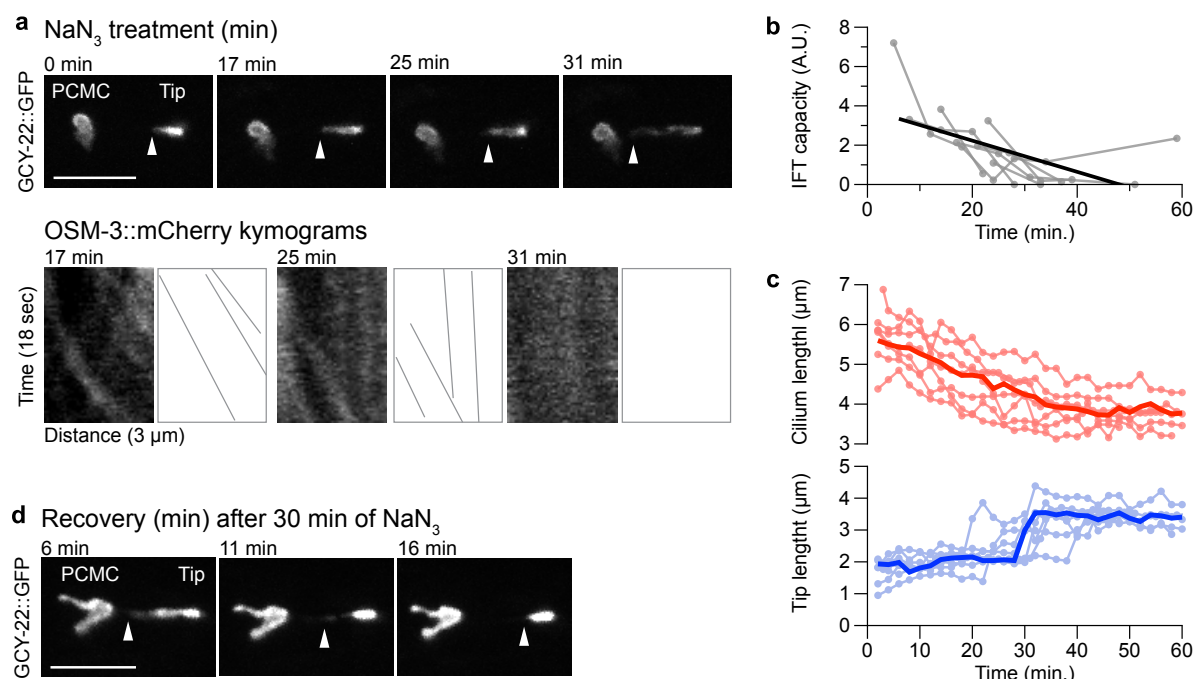 a NaN3 treatment (min)
0 min 17 min 25 min 31 min
GCY-22::GFP
PCMC Tip
OSM-3::mCherry kymograms
17 min 25 min 31 min
Time (18 sec)
Distance (3 µm)
d Recovery (min) after 30 min of NaN3
6 min 11 min 16 min
GCY-22::GFP
PCMC Tip
b
IFT capacity (A.U.)
8
6
4
2
0
0 20 40 60
Time (min.)
c
Cilium lengthl (µm)
7
6
5
4
3
Tip lenght (µm)
5
4
3
2
1
0
0 10 20 30 40 50 60
Time (min.)